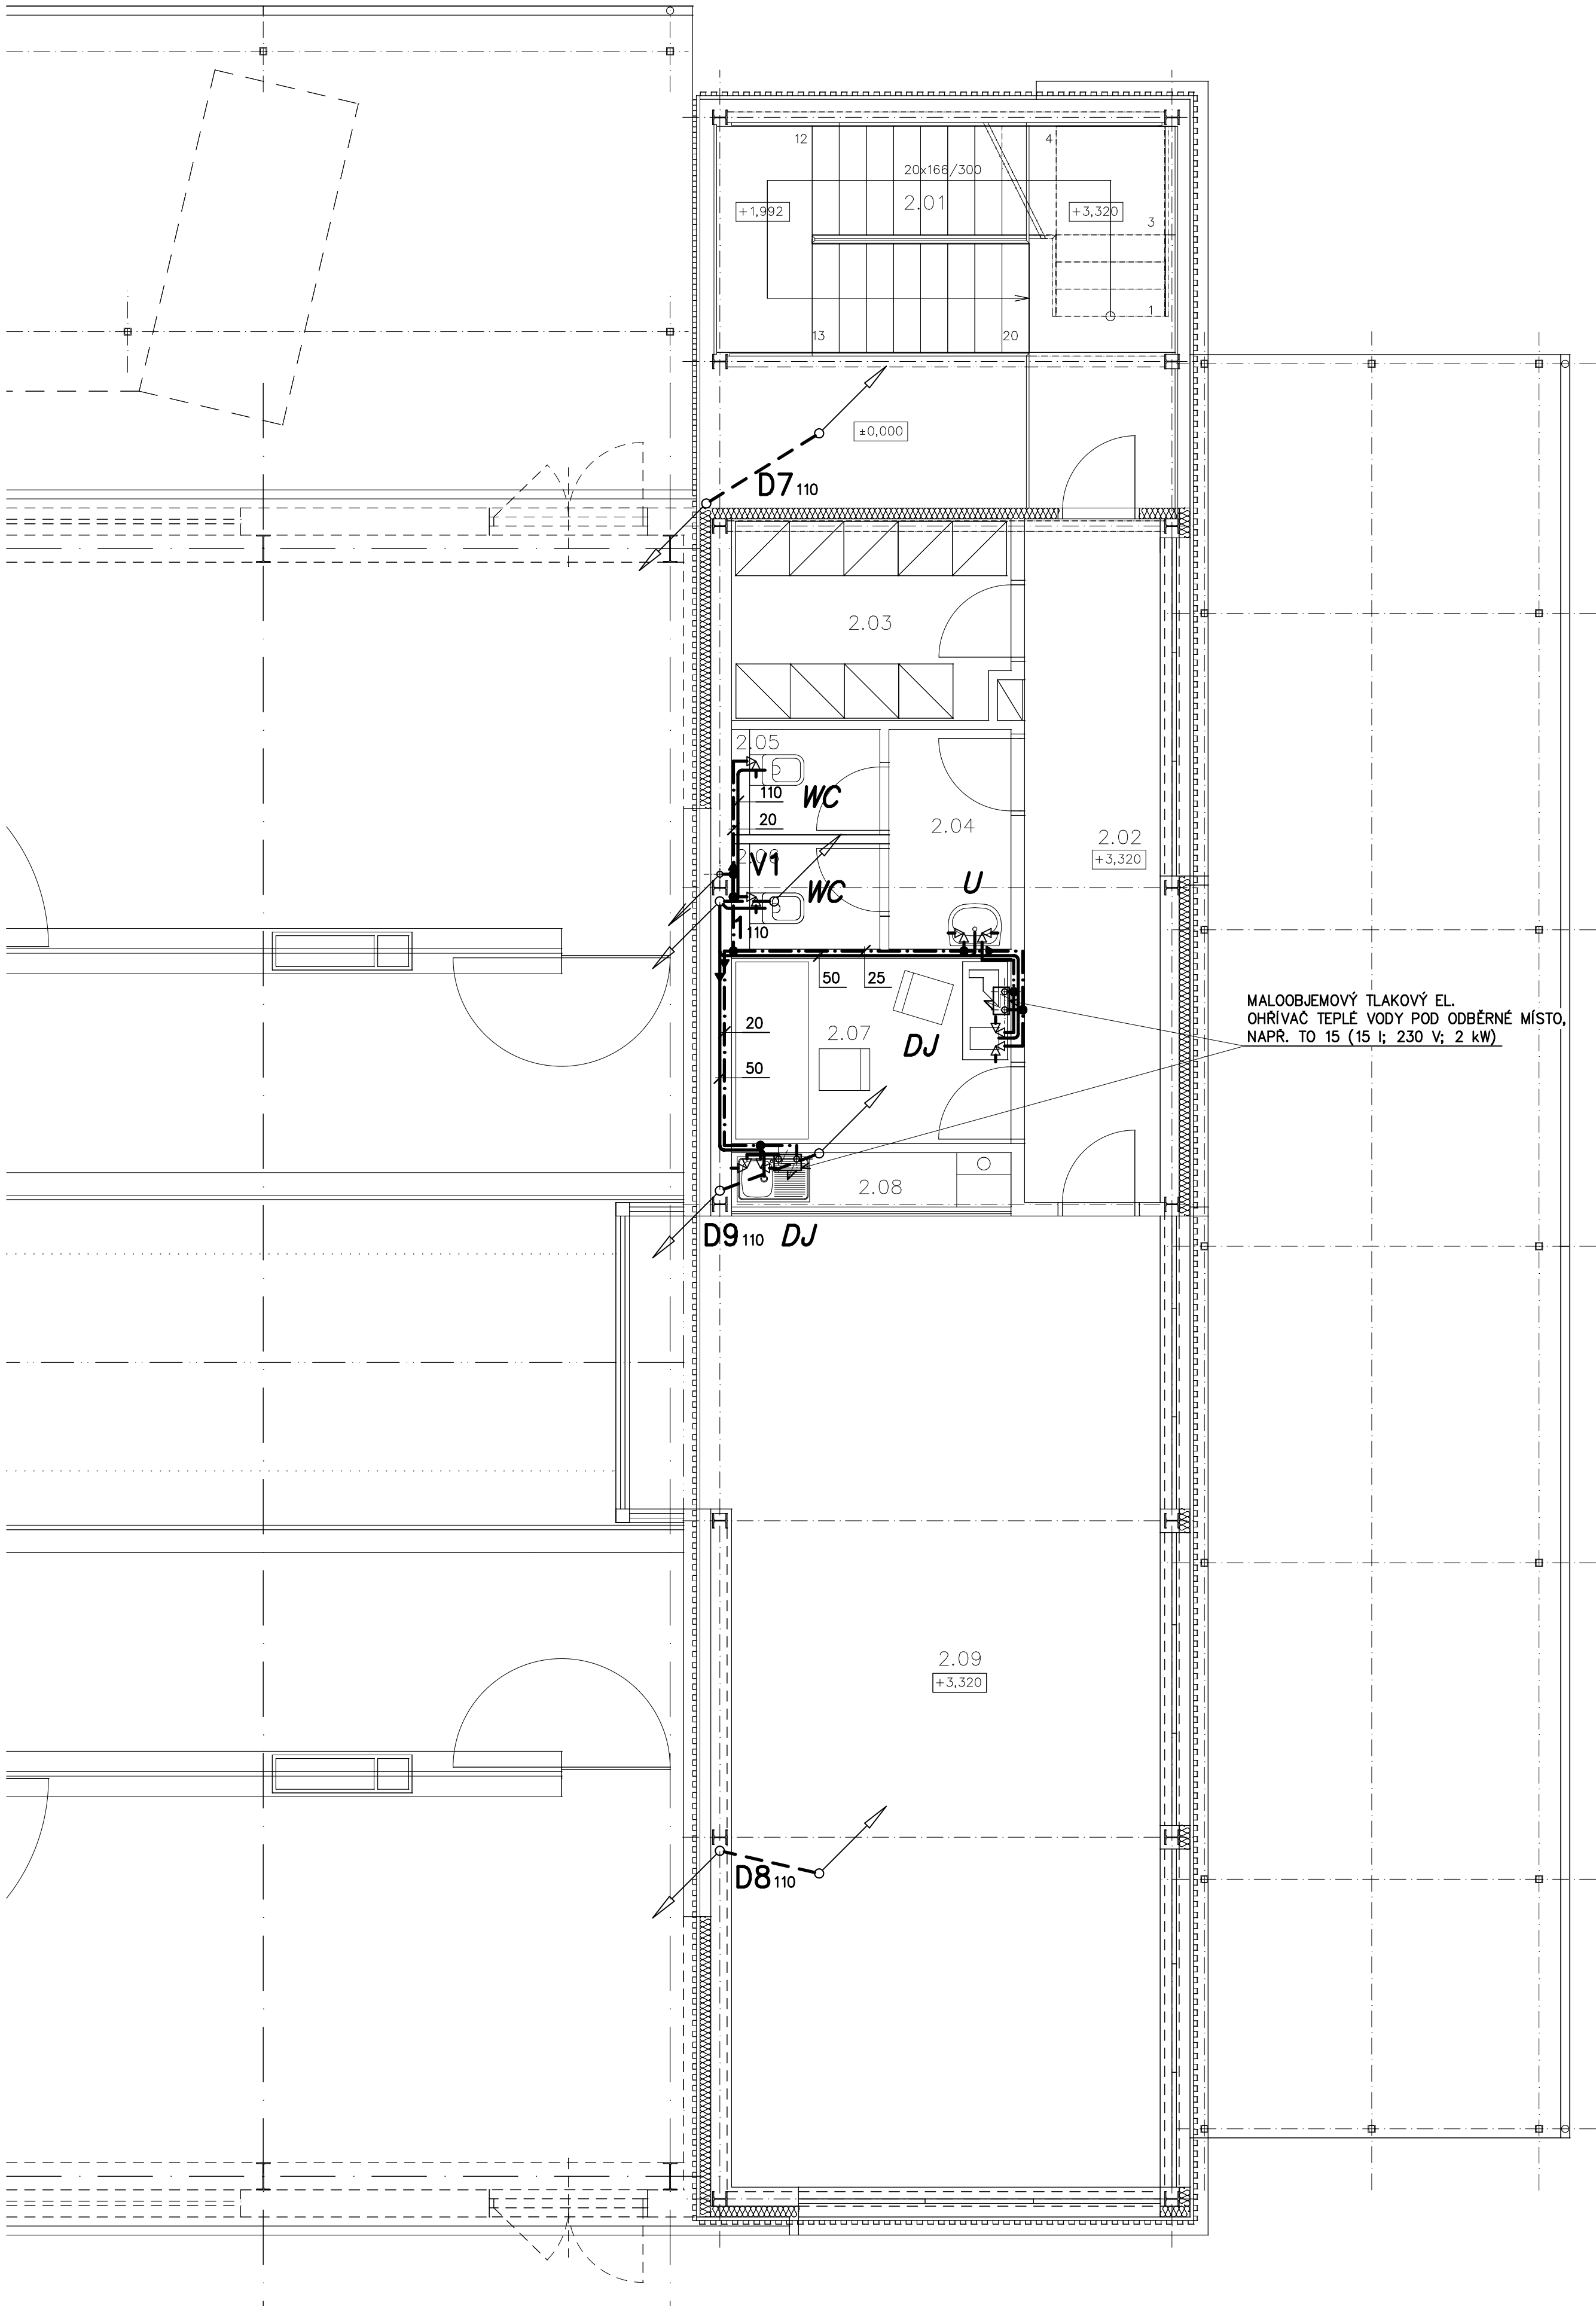 12
4
20x166/300
2.01
+1,992
+3,320
3
13
20
1
±0,000
D7 110
2.03
2.05
110
WC
20
2.04
2.02
+3,320
V1
WC
U
1 110
50
25
MALOOBJEMOVÝ TLAKOVÝ EL.
OHŘÍVAČ TEPLÉ VODY POD ODBĚRNÉ MÍSTO,
NAPŘ. TO 15 (15 l; 230 V; 2 kW)
20
2.07
DJ
50
2.08
D9 110 DJ
2.09
+3,320
D8 110